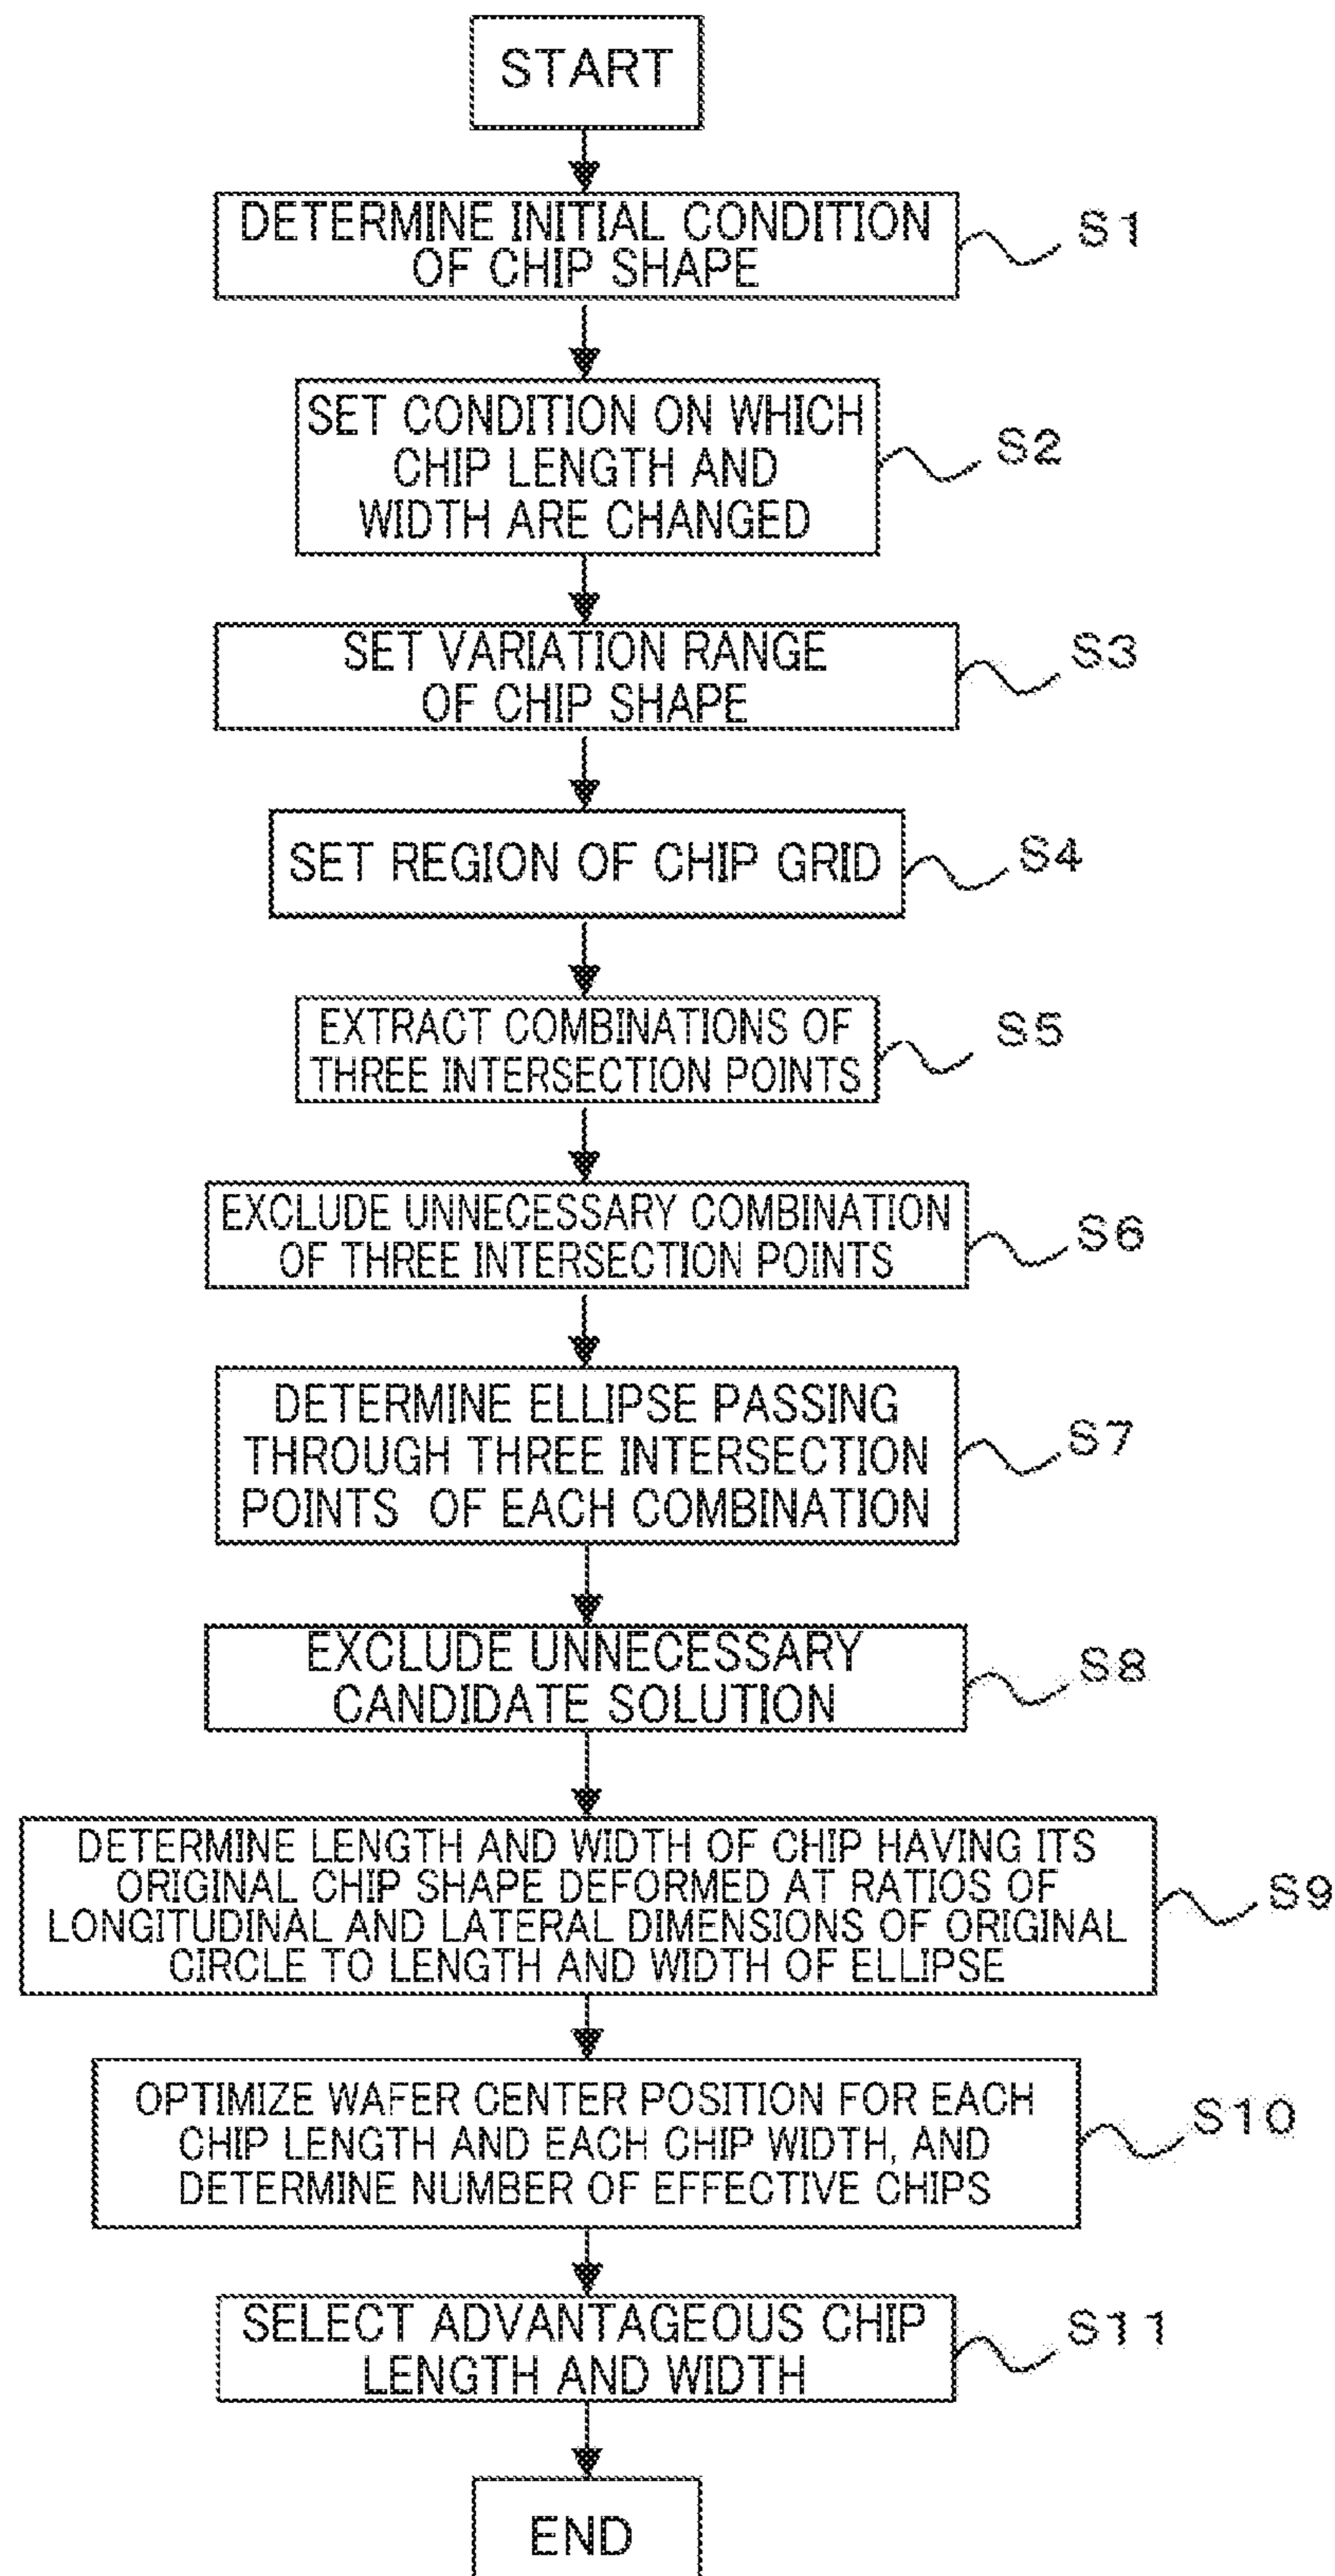 START
DETERMINE INITIAL CONDITION
OF CHIP SHAPE
S1
SET CONDITION ON WHICH
CHIP LENGTH AND
WIDTH ARE CHANGED
S2
SET VARIATION RANGE
OF CHIP SHAPE
S3
SET REGION OF CHIP GRID
S4
EXTRACT COMBINATIONS OF
THREE INTERSECTION POINTS
S5
EXCLUDE UNNECESSARY COMBINATION
OF THREE INTERSECTION POINTS
S6
DETERMINE ELLIPSE PASSING
THROUGH THREE INTERSECTION
POINTS OF EACH COMBINATION
S7
EXCLUDE UNNECESSARY
CANDIDATE SOLUTION
S8
DETERMINE LENGTH AND WIDTH OF CHIP HAVING ITS
ORIGINAL CHIP SHAPE DEFORMED AT RATIOS OF
LONGITUDINAL AND LATERAL DIMENSIONS OF ORIGINAL
CIRCLE TO LENGTH AND WIDTH OF ELLIPSE
S9
OPTIMIZE WAFER CENTER POSITION FOR EACH
CHIP LENGTH AND EACH CHIP WIDTH, AND
DETERMINE NUMBER OF EFFECTIVE CHIPS
S10
SELECT ADVANTAGEOUS CHIP
LENGTH AND WIDTH
S11
END